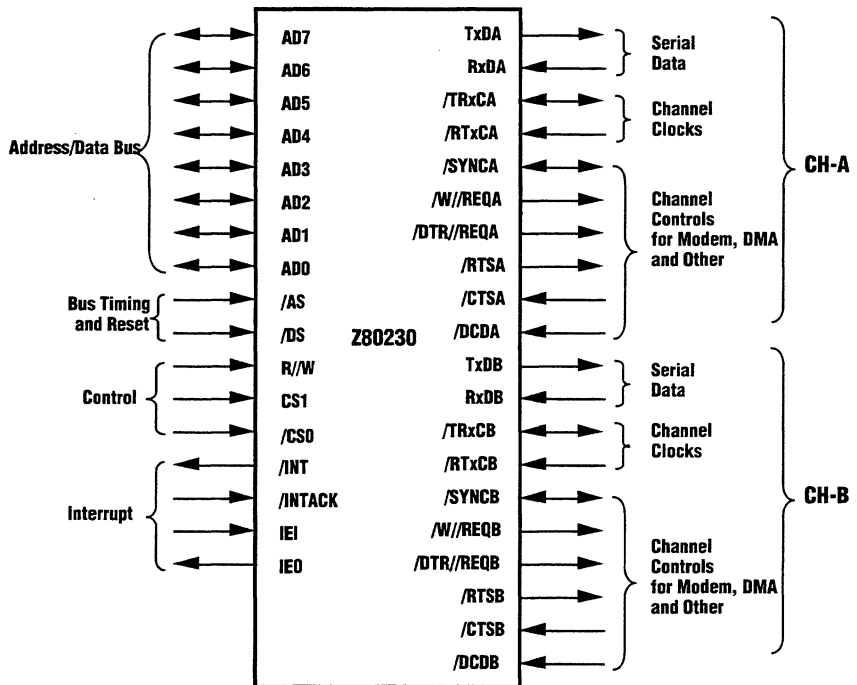 Address/Data Bus
Bus Timing
and Reset
Control
Interrupt
AD7
AD6
AD5
AD4
AD3
AD2
AD1
AD0
/AS
/DS
R//W
CS1
/CS0
/INT
/INTACK
IEI
IEO
Z80230
TxDA
RxDA
/TRxCA
/RTxCA
/SYNCA
/W//REQA
/DTR//REQA
/RTSA
/CTSA
/DCDA
TxDB
RxDB
/TRxCB
/RTxCB
/SYNCB
/W//REQB
/DTR//REQB
/RTSB
/CTSB
/DCDB
Serial
Data
Channel
Clocks
Channel
Controls
for Modem, DMA
and Other
CH-A
Serial
Data
Channel
Clocks
Channel
Controls
for Modem, DMA
and Other
CH-B